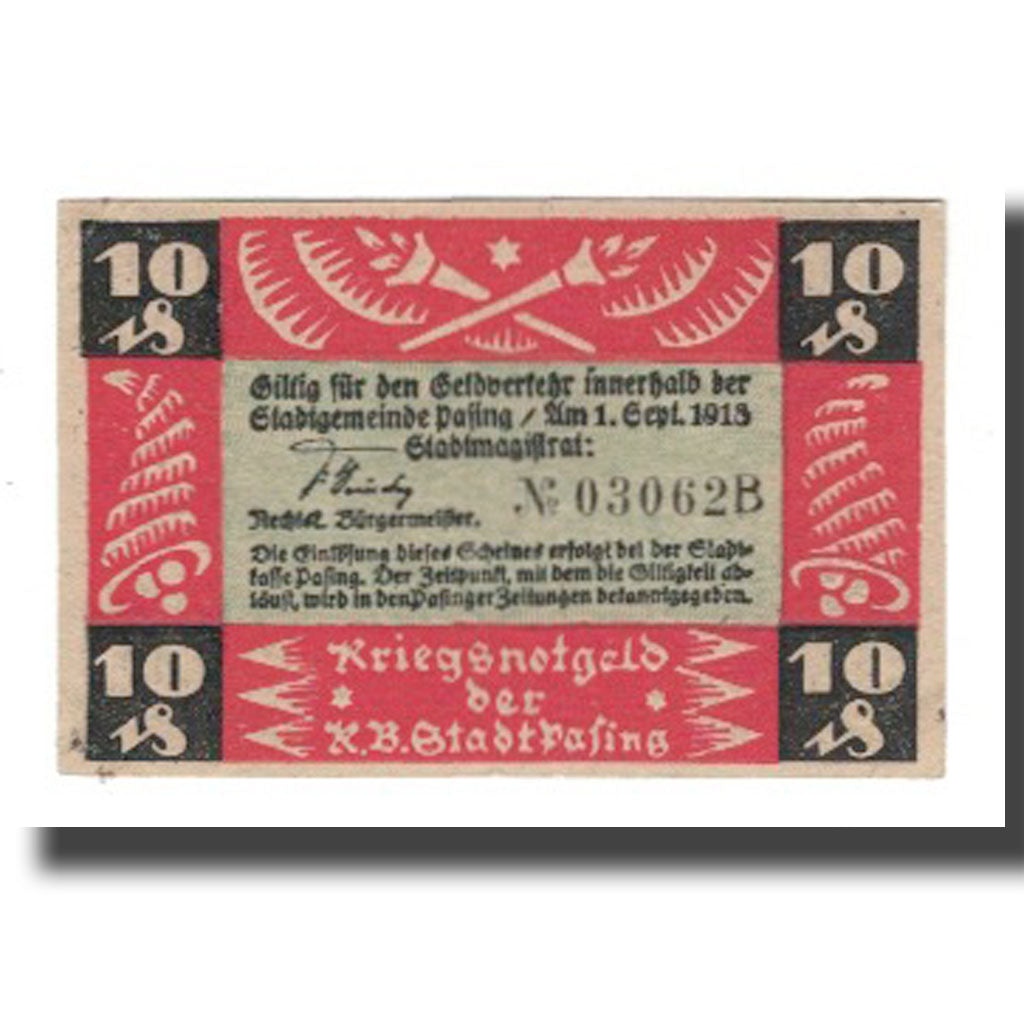 10 10
₰ ₰
Giltig für den Geldverkehr innerhalb der
Stadtgemeinde Pasing / Am 1. Sept. 1918
Stadtmagistrat:
№ 03062B
Rechtsk. Bürgermeister.
Die Einlösung dieses Scheines erfolgt bei der Stadt-
kasse Pasing. Der Zeitpunkt, mit dem die Giltigkeit ab-
läuft, wird in den Pasinger Zeitungen bekanntgegeben.
10 10
₰ ₰
Kriegsnotgeld
der
K.B. Stadt Pasing